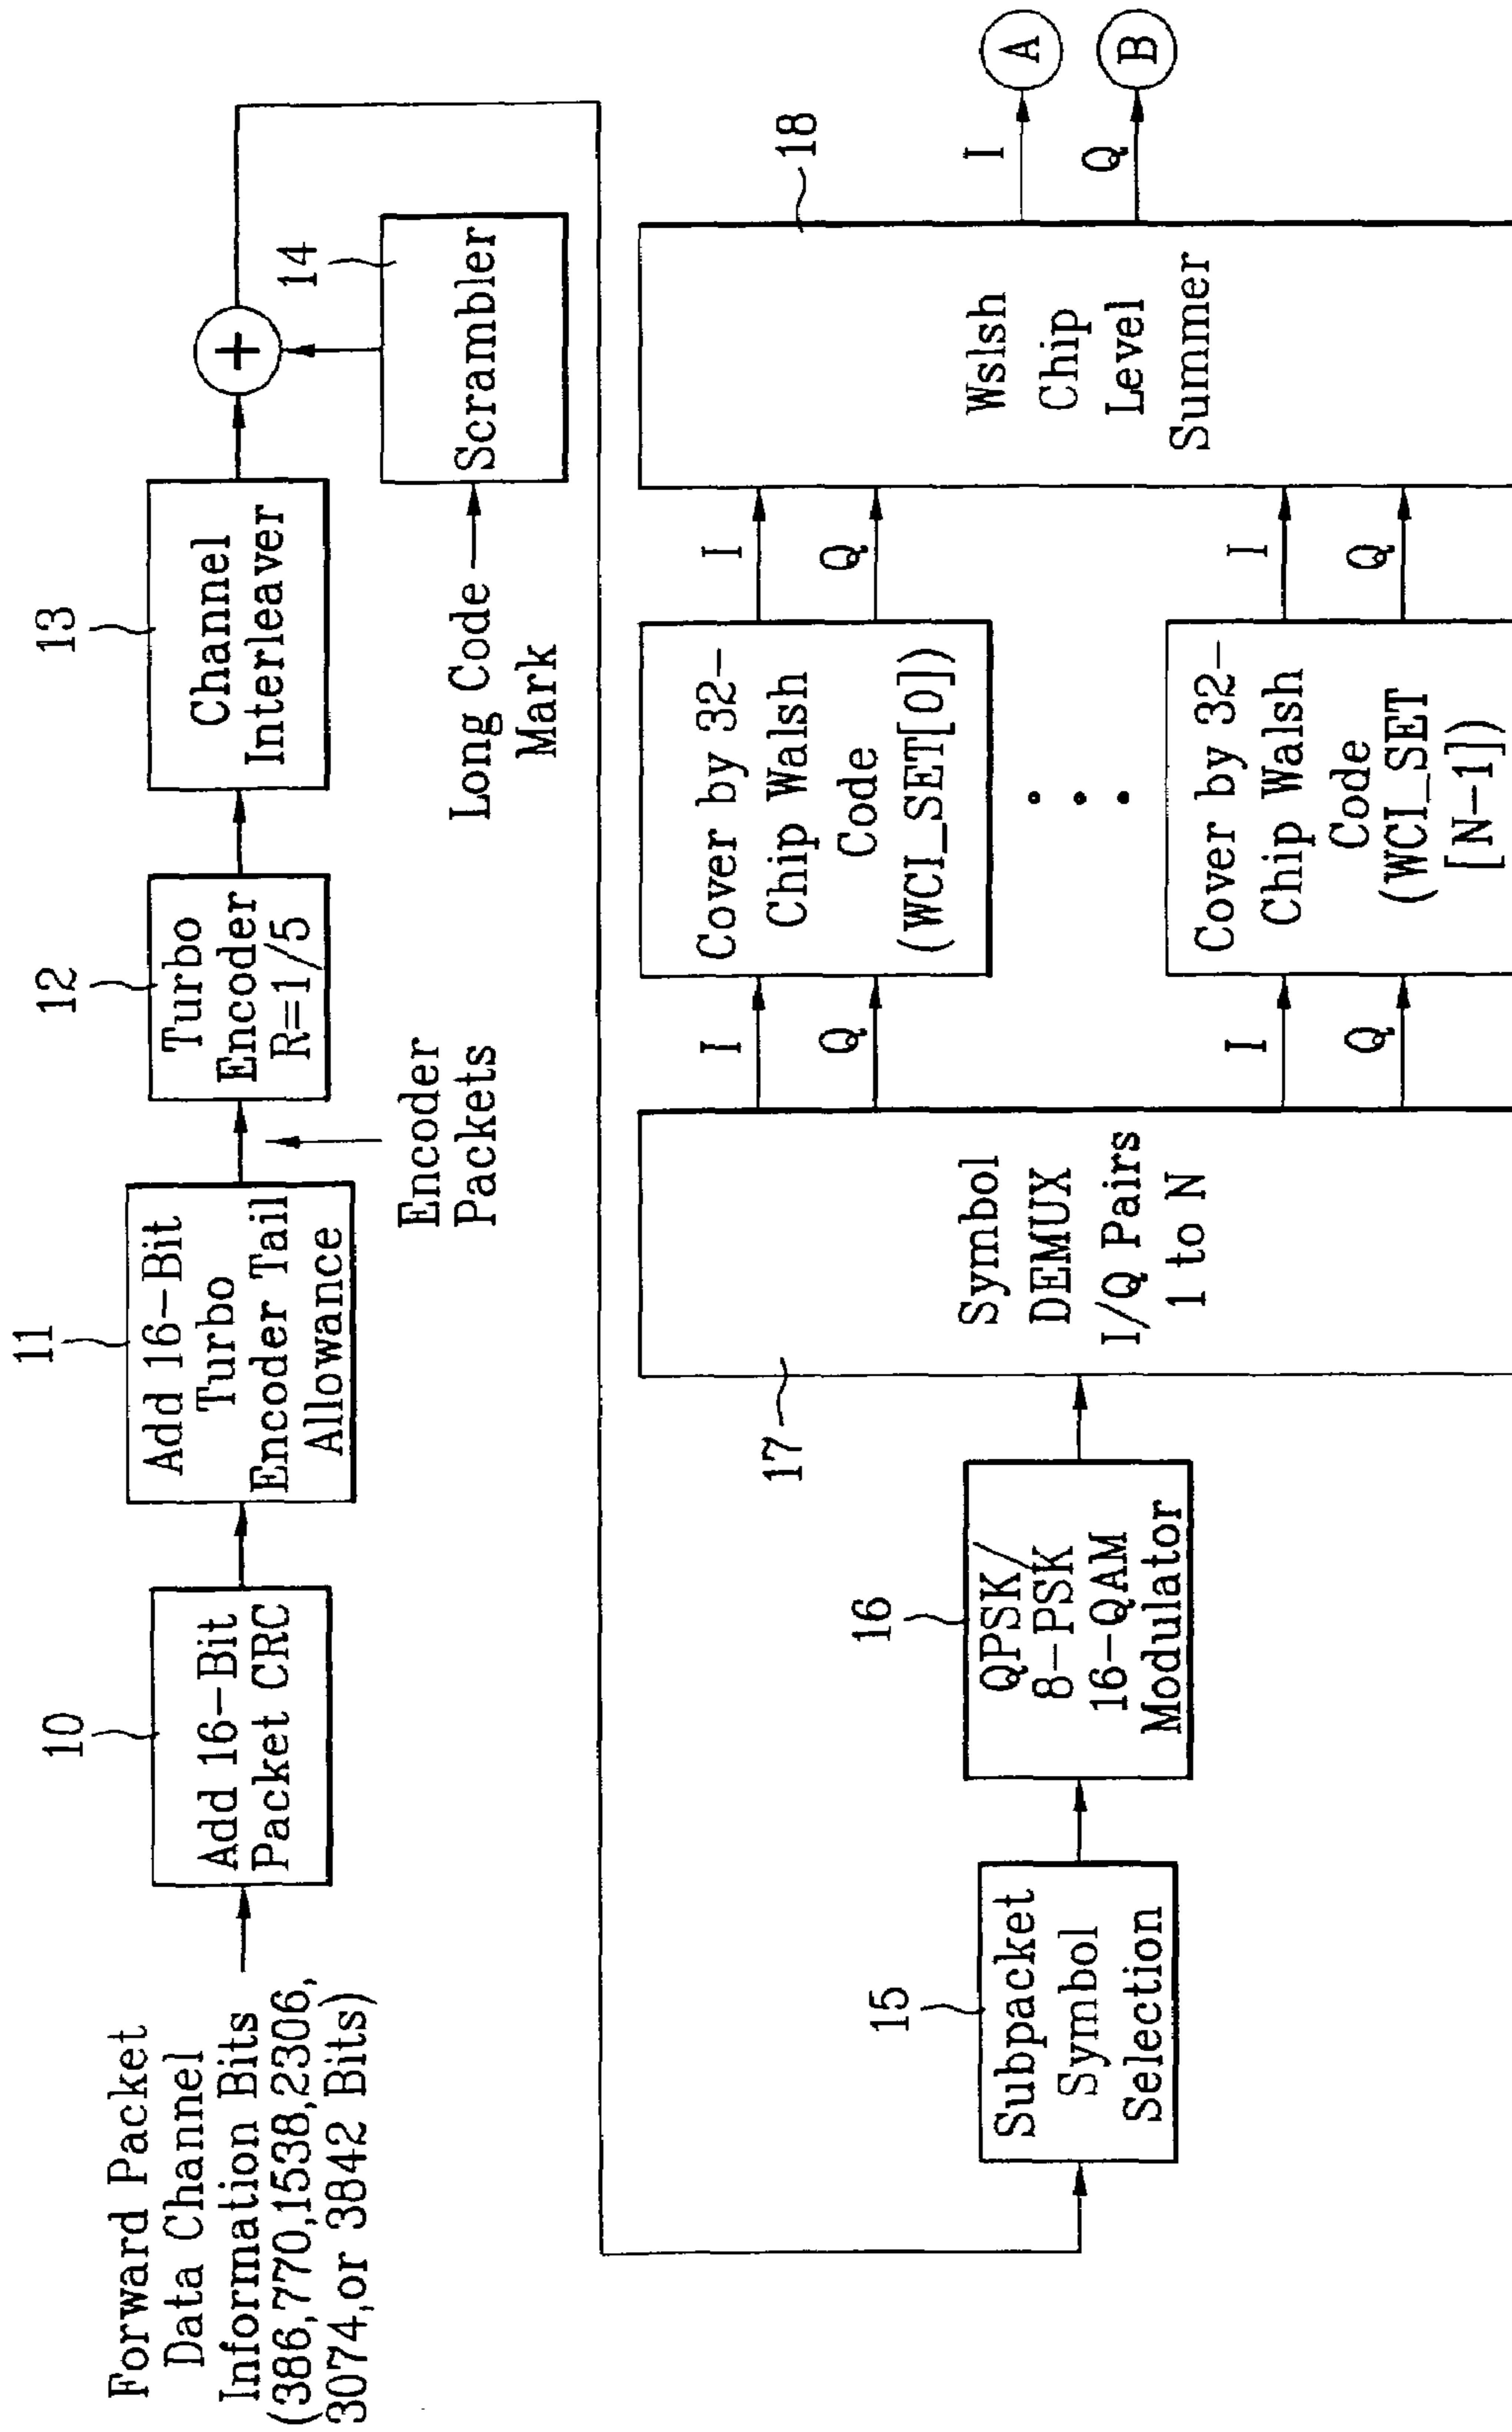 Forward Packet
Data Channel
Information Bits
(386,770,1538,2306,
3074,or 3842 Bits)
10
Add 16-Bit
Packet CRC
11
Add 16-Bit
Turbo
Encoder Tail
Allowance
Encoder
Packets
12
Turbo
Encoder
R=1/5
13
Channel
Interleaver
+
Long Code
Mark
14
Scrambler
15
Subpacket
Symbol
Selection
16
QPSK/
8-PSK
16-QAM
Modulator
17
Symbol
DEMUX
I/Q Pairs
1 to N
I
Q
I
Q
Cover by 32-
Chip Walsh
Code
(WCI_SET[0])
Cover by 32-
Chip Walsh
Code
(WCI_SET
[N-1])
I
Q
I
Q
18
Wslsh
Chip
Level
Summer
I
Q
A
B